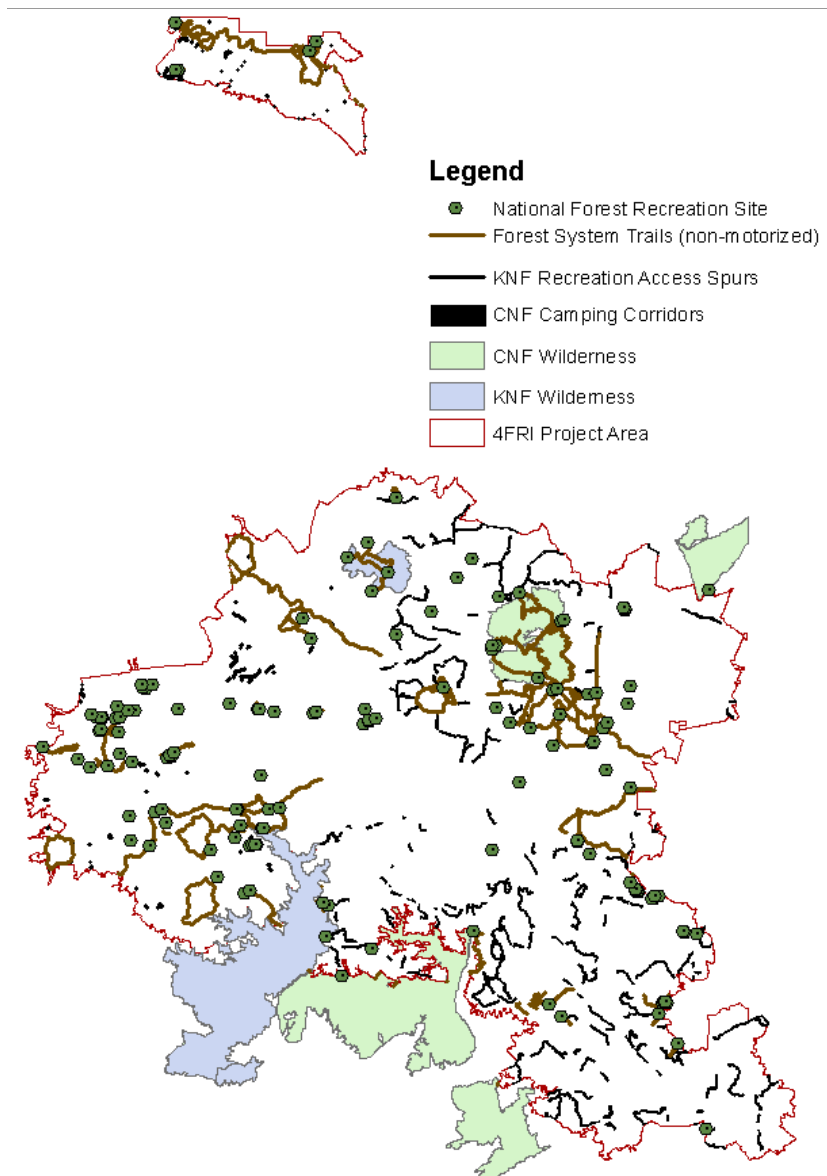 Legend
National Forest Recreation Site
Forest System Trails (non-motorized)
KNF Recreation Access Spurs
CNF Camping Corridors
CNF Wilderness
KNF Wilderness
4FRI Project Area